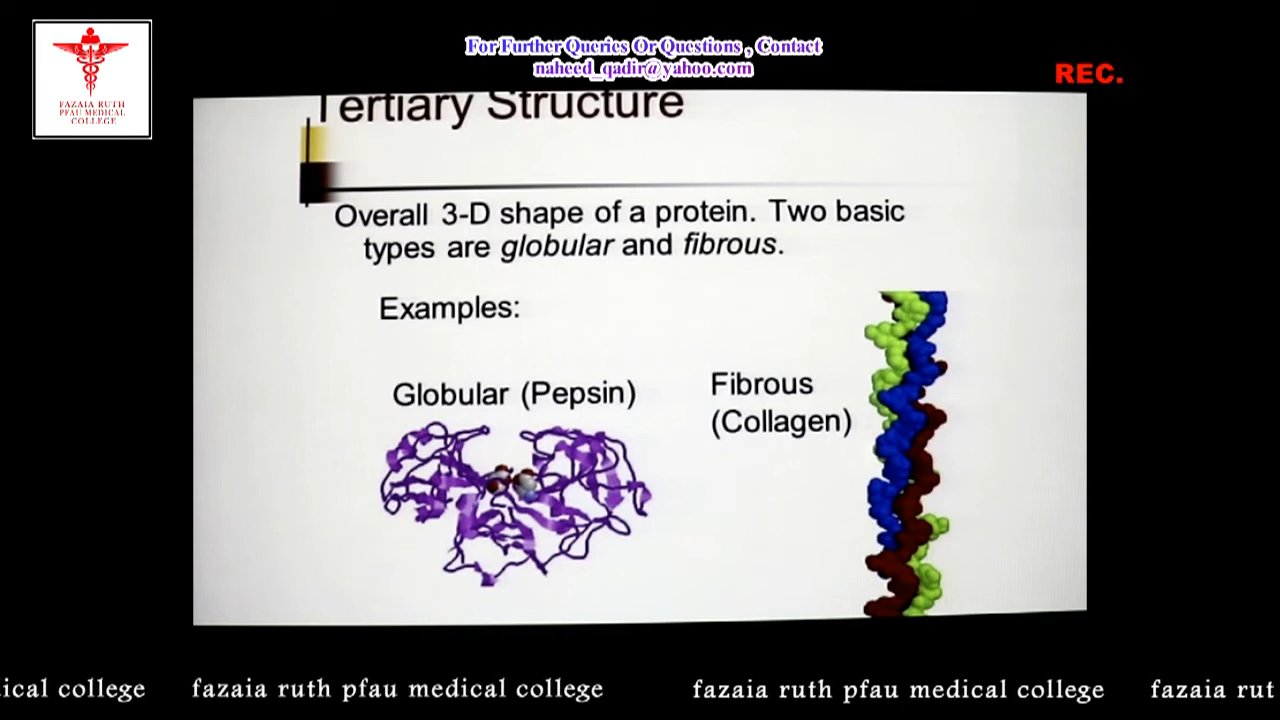 For Further Queries Or Questions , Contact
naheed_qadir@yahoo.com
REC.
FAZAIA RUTH
PFAU MEDICAL
COLLEGE
Tertiary Structure
Overall 3-D shape of a protein. Two basic
types are globular and fibrous.
Examples:
Globular (Pepsin)
Fibrous
(Collagen)
ical college fazaia ruth pfau medical college fazaia ruth pfau medical college fazaia rut